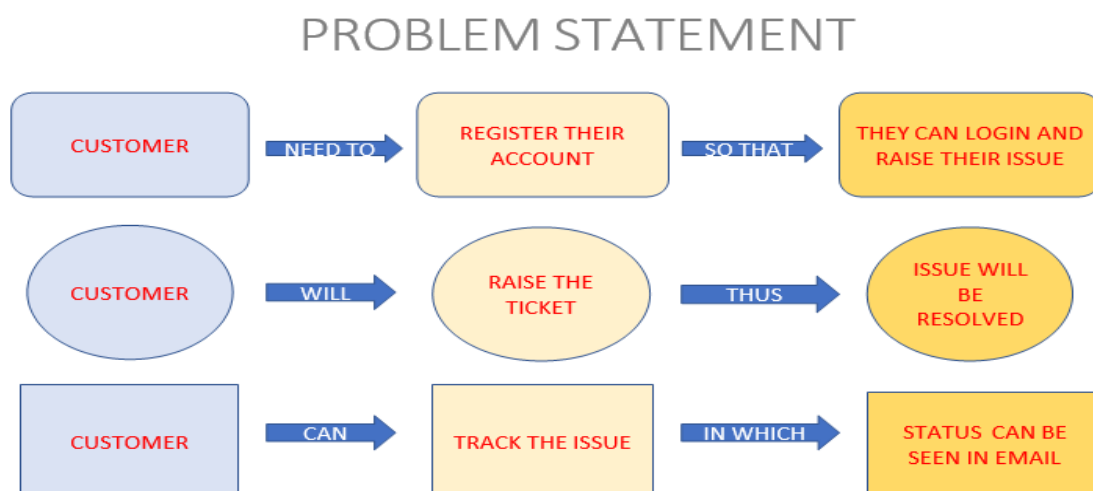 PROBLEM STATEMENT
CUSTOMER
NEED TO
REGISTER THEIR
ACCOUNT
SO THAT
THEY CAN LOGIN AND
RAISE THEIR ISSUE
CUSTOMER
WILL
RAISE THE
TICKET
THUS
ISSUE WILL
BE
RESOLVED
CUSTOMER
CAN
TRACK THE ISSUE
IN WHICH
STATUS CAN BE
SEEN IN EMAIL